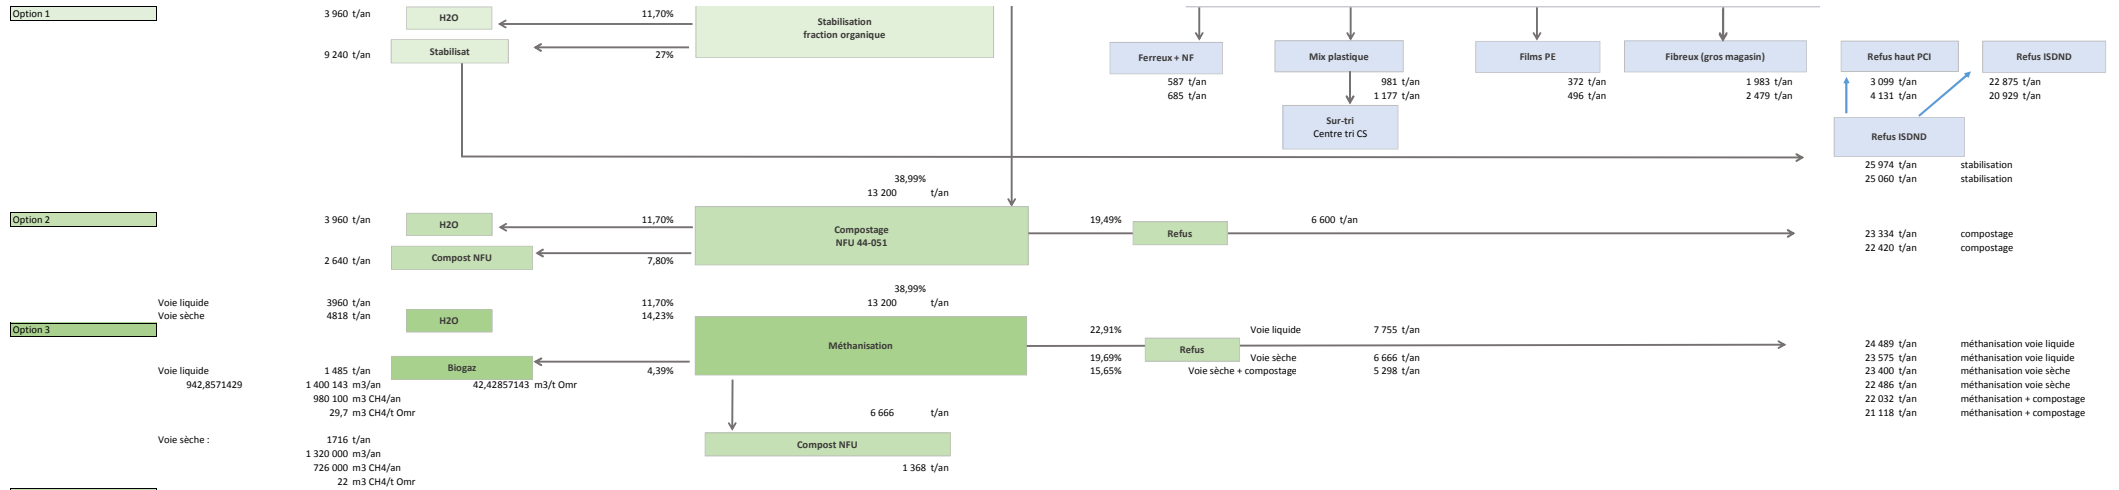 Option 1
3 960 t/an
H2O
11,70%
Stabilisation
fraction organique
9 240 t/an
Stabilisat
27%
Ferreux + NF
587 t/an
685 t/an
Mix plastique
981 t/an
1 177 t/an
Films PE
372 t/an
496 t/an
Fibreux (gros magasin)
1 983 t/an
2 479 t/an
Refus haut PCI
3 099 t/an
4 131 t/an
Refus ISDND
22 875 t/an
20 929 t/an
Sur-tri
Centre tri CS
Refus ISDND
25 974 t/an stabilisation
25 060 t/an stabilisation
38,99%
13 200 t/an
Option 2
3 960 t/an
H2O
11,70%
Compostage
NFU 44-051
19,49%
Refus
6 600 t/an
23 334 t/an compostage
22 420 t/an compostage
2 640 t/an
Compost NFU
7,80%
38,99%
13 200 t/an
Voie liquide 3960 t/an 11,70%
Voie sèche 4818 t/an 14,23%
H2O
Option 3
Méthanisation
22,91% Voie liquide 7 755 t/an
Refus
19,69% Voie sèche 6 666 t/an
15,65% Voie sèche + compostage 5 298 t/an
24 489 t/an méthanisation voie liquide
23 575 t/an méthanisation voie liquide
23 400 t/an méthanisation voie sèche
22 486 t/an méthanisation voie sèche
22 032 t/an méthanisation + compostage
21 118 t/an méthanisation + compostage
Biogaz
4,39%
Voie liquide 1 485 t/an
942,8571429 1 400 143 m3/an 42,42857143 m3/t Omr
980 100 m3 CH4/an
29,7 m3 CH4/t Omr
6 666 t/an
Compost NFU
1 368 t/an
Voie sèche : 1716 t/an
1 320 000 m3/an
726 000 m3 CH4/an
22 m3 CH4/t Omr